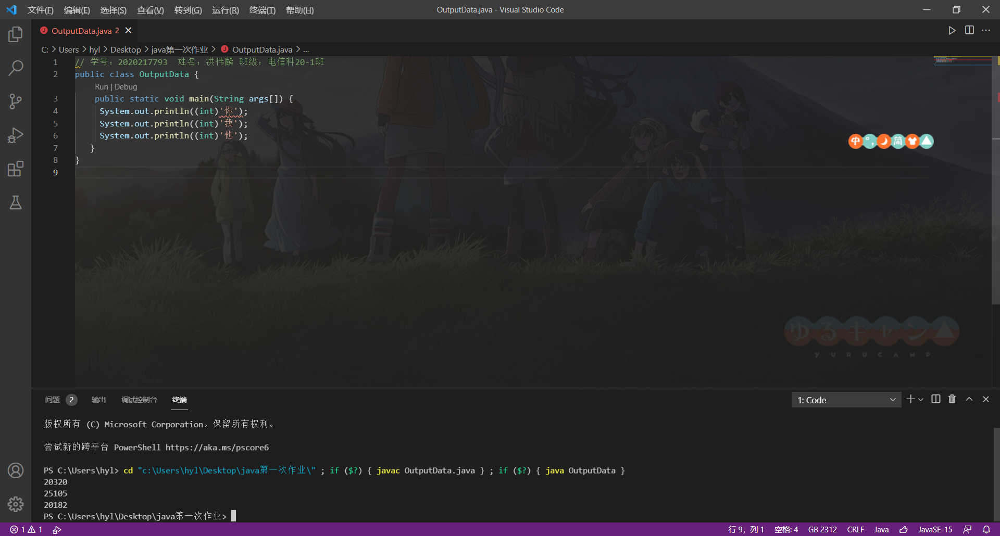 文件(F) 编辑(E) 选择(S) 查看(V) 转到(G) 运行(R) 终端(T) 帮助(H) OutputData.java - Visual Studio Code
OutputData.java 2
C: > Users > hyl > Desktop > java第一次作业 > OutputData.java > ...
1 // 学号：2020217793 姓名：洪祎麟 班级：电信科20-1班
2 public class OutputData {
Run | Debug
3 public static void main(String args[]) {
4 System.out.println((int)'你');
5 System.out.println((int)'我');
6 System.out.println((int)'他');
7 }
8 }
9
中 °, 简
ゆるキャン△
YURUCAMP
问题 2 输出 调试控制台 终端 1: Code
版权所有 (C) Microsoft Corporation。保留所有权利。
尝试新的跨平台 PowerShell https://aka.ms/pscore6
PS C:\Users\hyl> cd "c:\Users\hyl\Desktop\java第一次作业\" ; if ($?) { javac OutputData.java } ; if ($?) { java OutputData }
20320
25105
20182
PS C:\Users\hyl\Desktop\java第一次作业>
1 1 行 9，列 1 空格: 4 GB 2312 CRLF Java JavaSE-15